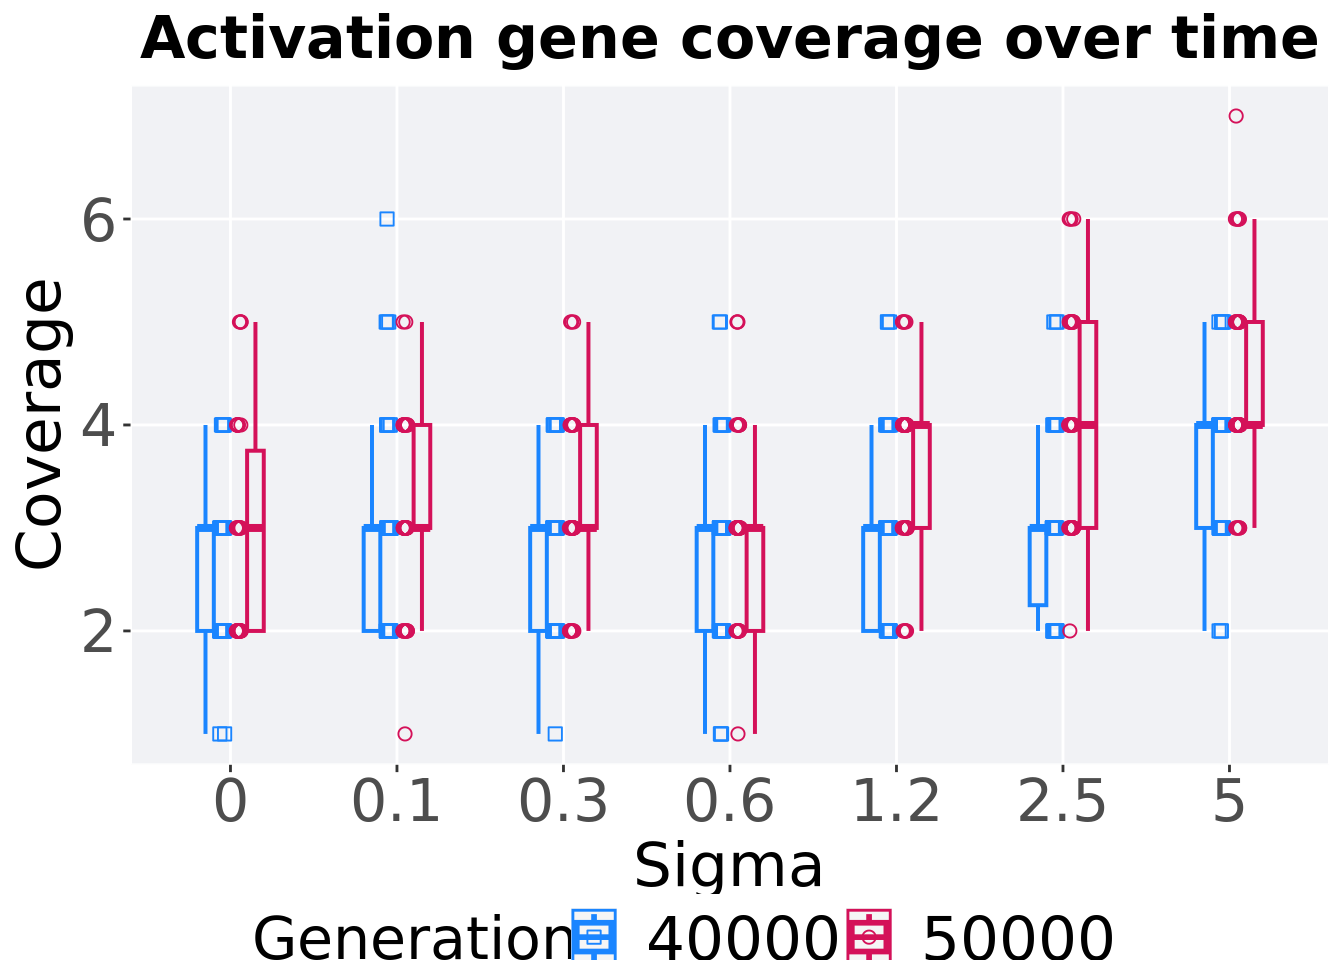 Activation gene coverage over time
Coverage
6
4
2
0 0.1 0.3 0.6 1.2 2.5 5
Sigma
Generation 40000 50000